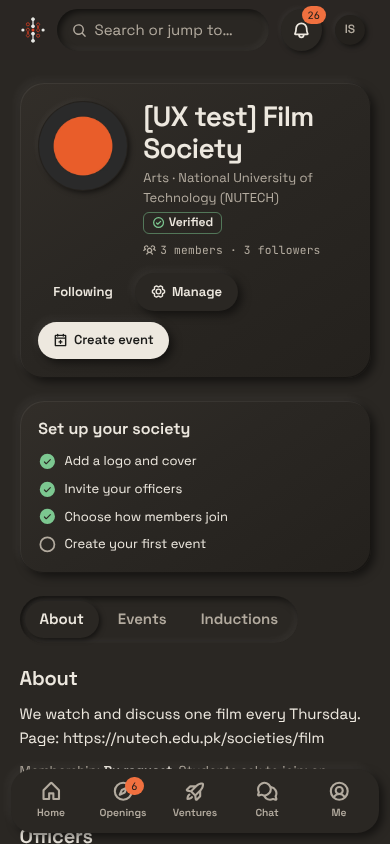 Search or jump to...
26
IS
[UX test] Film
Society
Arts · National University of
Technology (NUTECH)
Verified
3 members · 3 followers
Following
Manage
Create event
Set up your society
Add a logo and cover
Invite your officers
Choose how members join
Create your first event
About
Events
Inductions
About
We watch and discuss one film every Thursday.
Page: https://nutech.edu.pk/societies/film
6
Home
Openings
Ventures
Chat
Me
Officers